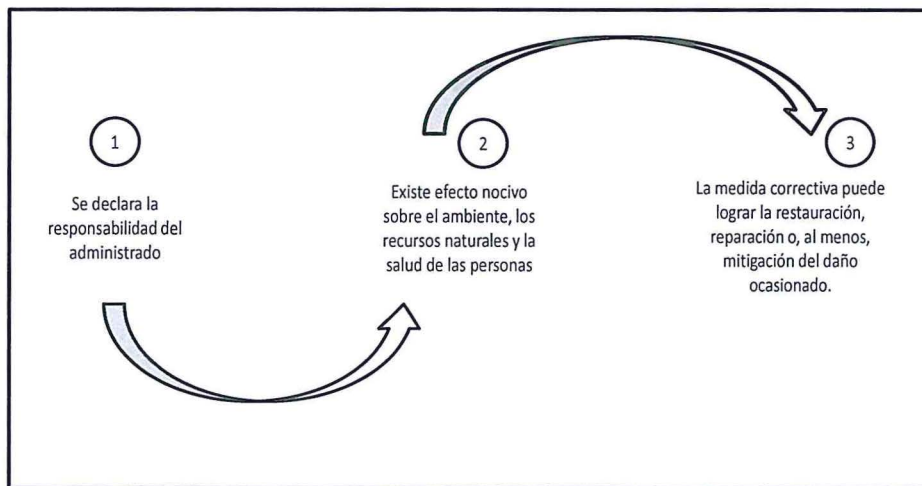 1
Se declara la
responsabilidad del
administrado
2
Existe efecto nocivo
sobre el ambiente, los
recursos naturales y la
salud de las personas
3
La medida correctiva puede
lograr la restauración,
reparación o, al menos,
mitigación del daño
ocasionado.